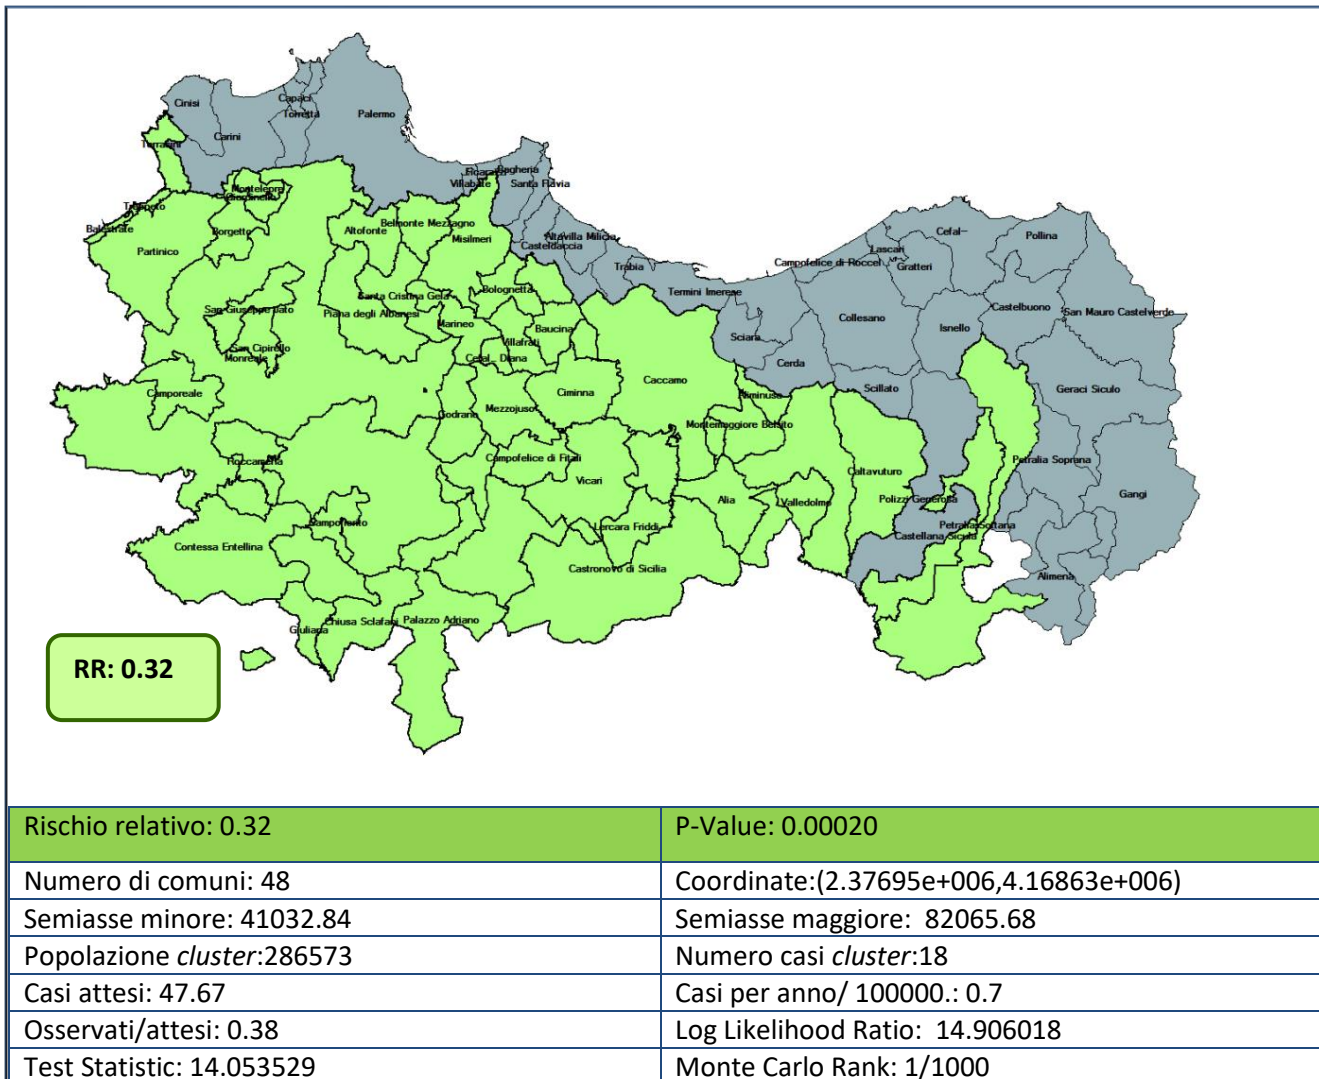 Cinisi
Capaci
Torretta
Palermo
Carini
Terrasini
Ficarazzi
Bagheria
Villabate
Santa Flavia
Montelepre
Giardinello
Trappeto
Balestrate
Borgetto
Partinico
Altofonte
Belmonte Mezzagno
Misilmeri
Altavilla Milicia
Casteldaccia
Trabia
Termini Imerese
Campofelice di Roccel
Lascari
Cefal–
Gratteri
Pollina
Santa Cristina Gela
Bolognetta
San Giuseppe Jato
Piana degli Albanesi
Marineo
Baucina
Villafrati
San Cipirello
Monreale
Cefal_ Diana
Sciara
Collesano
Isnello
Castelbuono
San Mauro Castelverde
Cerda
Camporeale
Godrano
Mezzojuso
Ciminna
Caccamo
Aliminusa
Scillato
Geraci Siculo
Montemaggiore Belsito
Roccamena
Campofelice di Fitali
Vicari
Caltavuturo
Petralia Soprana
Gangi
Alia
Valledolmo
Polizzi Generosa
Campofiorito
Lercara Friddi
Petralia Sottana
Castellana Sicula
Contessa Entellina
Castronovo di Sicilia
Alimena
Giuliana
Chiusa Sclafani
Palazzo Adriano
RR: 0.32
Rischio relativo: 0.32
P-Value: 0.00020
Numero di comuni: 48
Coordinate:(2.37695e+006,4.16863e+006)
Semiasse minore: 41032.84
Semiasse maggiore: 82065.68
Popolazione cluster:286573
Numero casi cluster:18
Casi attesi: 47.67
Casi per anno/ 100000.: 0.7
Osservati/attesi: 0.38
Log Likelihood Ratio: 14.906018
Test Statistic: 14.053529
Monte Carlo Rank: 1/1000